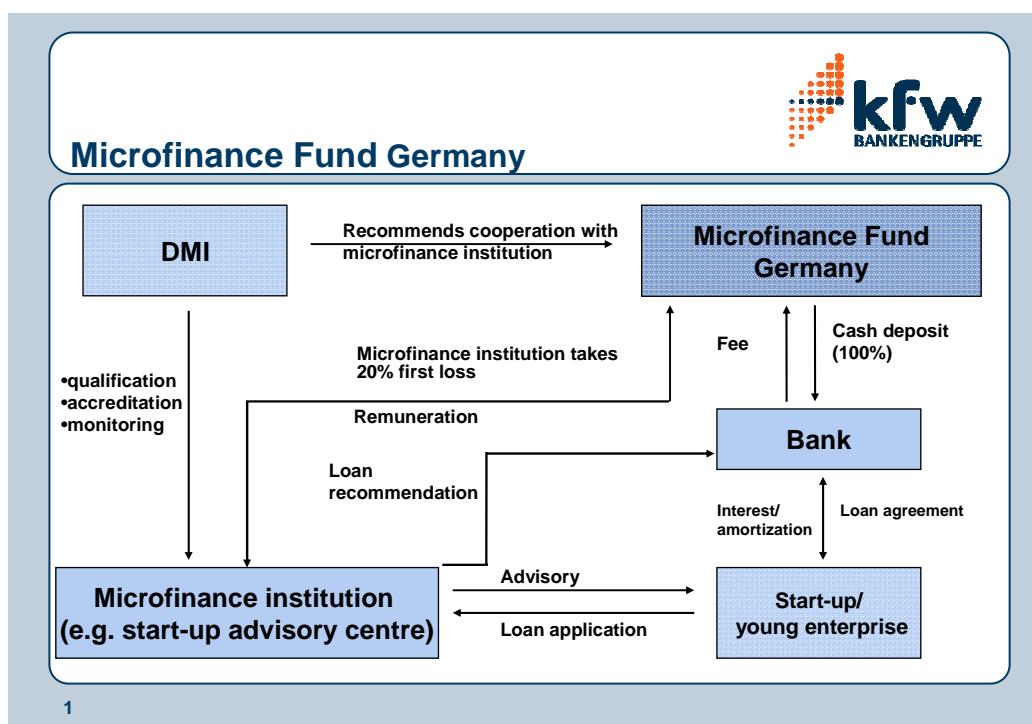 kfw
BANKENGRUPPE
Microfinance Fund Germany
DMI
Recommends cooperation with
microfinance institution
Microfinance Fund
Germany
•qualification
•accreditation
•monitoring
Microfinance institution takes
20% first loss
Remuneration
Fee
Cash deposit
(100%)
Bank
Loan
recommendation
Interest/
amortization
Loan agreement
Microfinance institution
(e.g. start-up advisory centre)
Advisory
Loan application
Start-up/
young enterprise
1